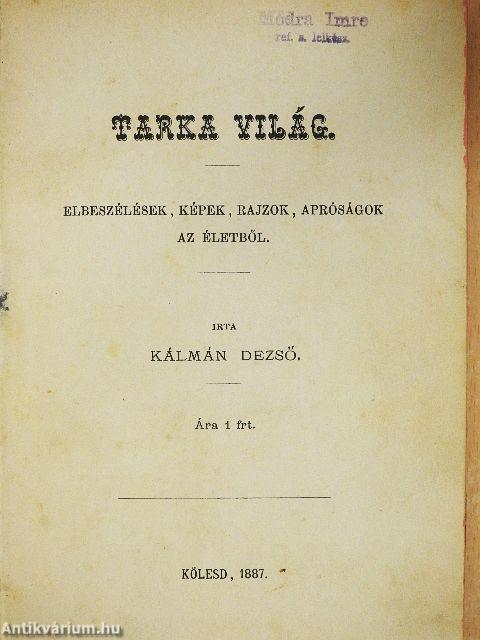 Módra Imre
ref. s. lelkész.
TARKA VILÁG.
ELBESZÉLÉSEK, KÉPEK, RAJZOK, APRÓSÁGOK
AZ ÉLETBŐL.
IRTA
KÁLMÁN DEZSŐ.
Ára 1 frt.
KÖLESD, 1887.
Antikvárium.hu